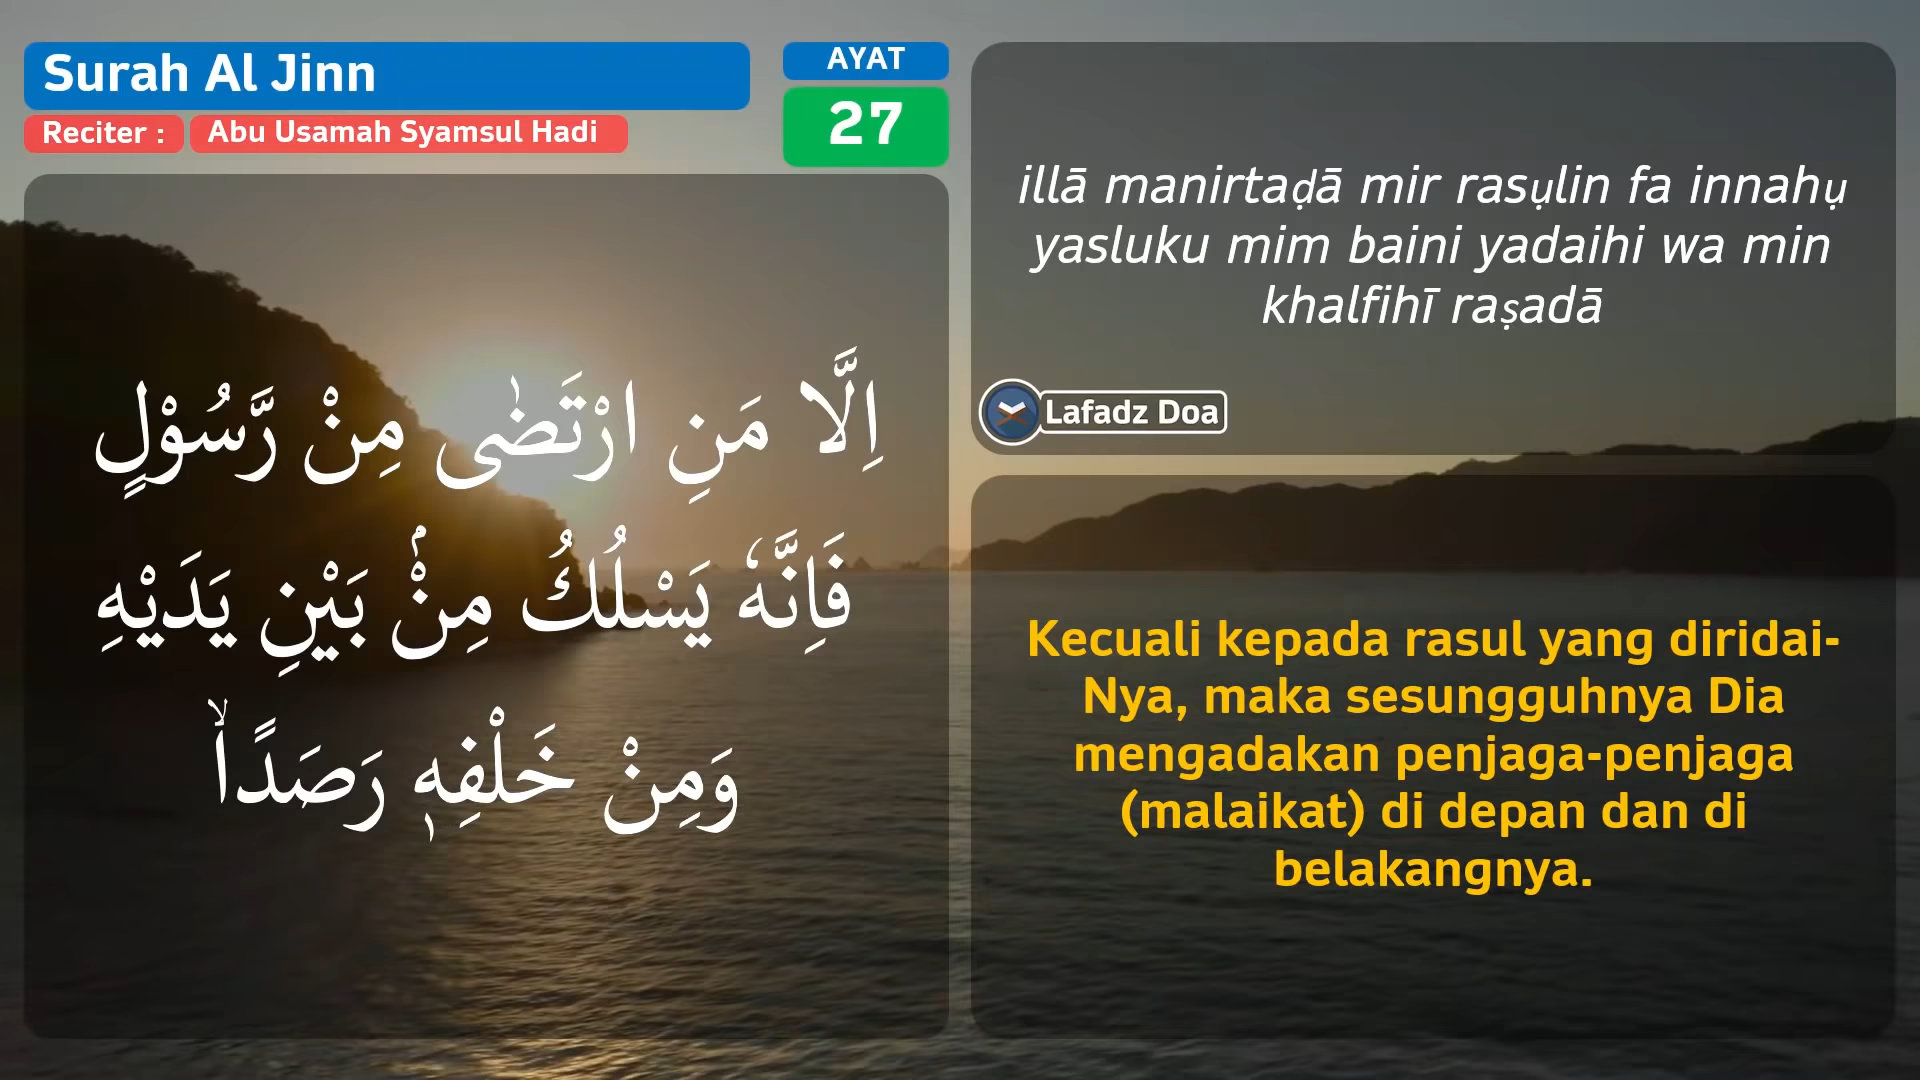 Surah Al Jinn
Reciter :
Abu Usamah Syamsul Hadi
AYAT
27
اِلَّا مَنِ ارْتَضٰى مِنْ رَّسُوْلٍ
فَاِنَّهٗ يَسْلُكُ مِنْۢ بَيْنِ يَدَيْهِ
وَمِنْ خَلْفِهٖ رَصَدًاۙ
illā manirtaḍā mir rasụlin fa innahụ
yasluku mim baini yadaihi wa min
khalfihī raṣadā
Lafadz Doa
Kecuali kepada rasul yang diridai-
Nya, maka sesungguhnya Dia
mengadakan penjaga-penjaga
(malaikat) di depan dan di
belakangnya.